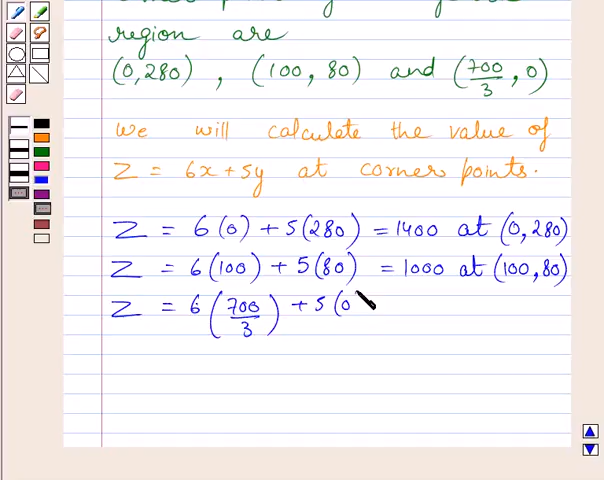 region are
(0,280) , (100, 80) and (700/3, 0)
We will calculate the value of
Z = 6x+5y at corner points.
Z = 6(0) + 5(280) = 1400 at (0,280)
Z = 6(100) + 5(80) = 1000 at (100,80)
Z = 6(700/3) + 5(0